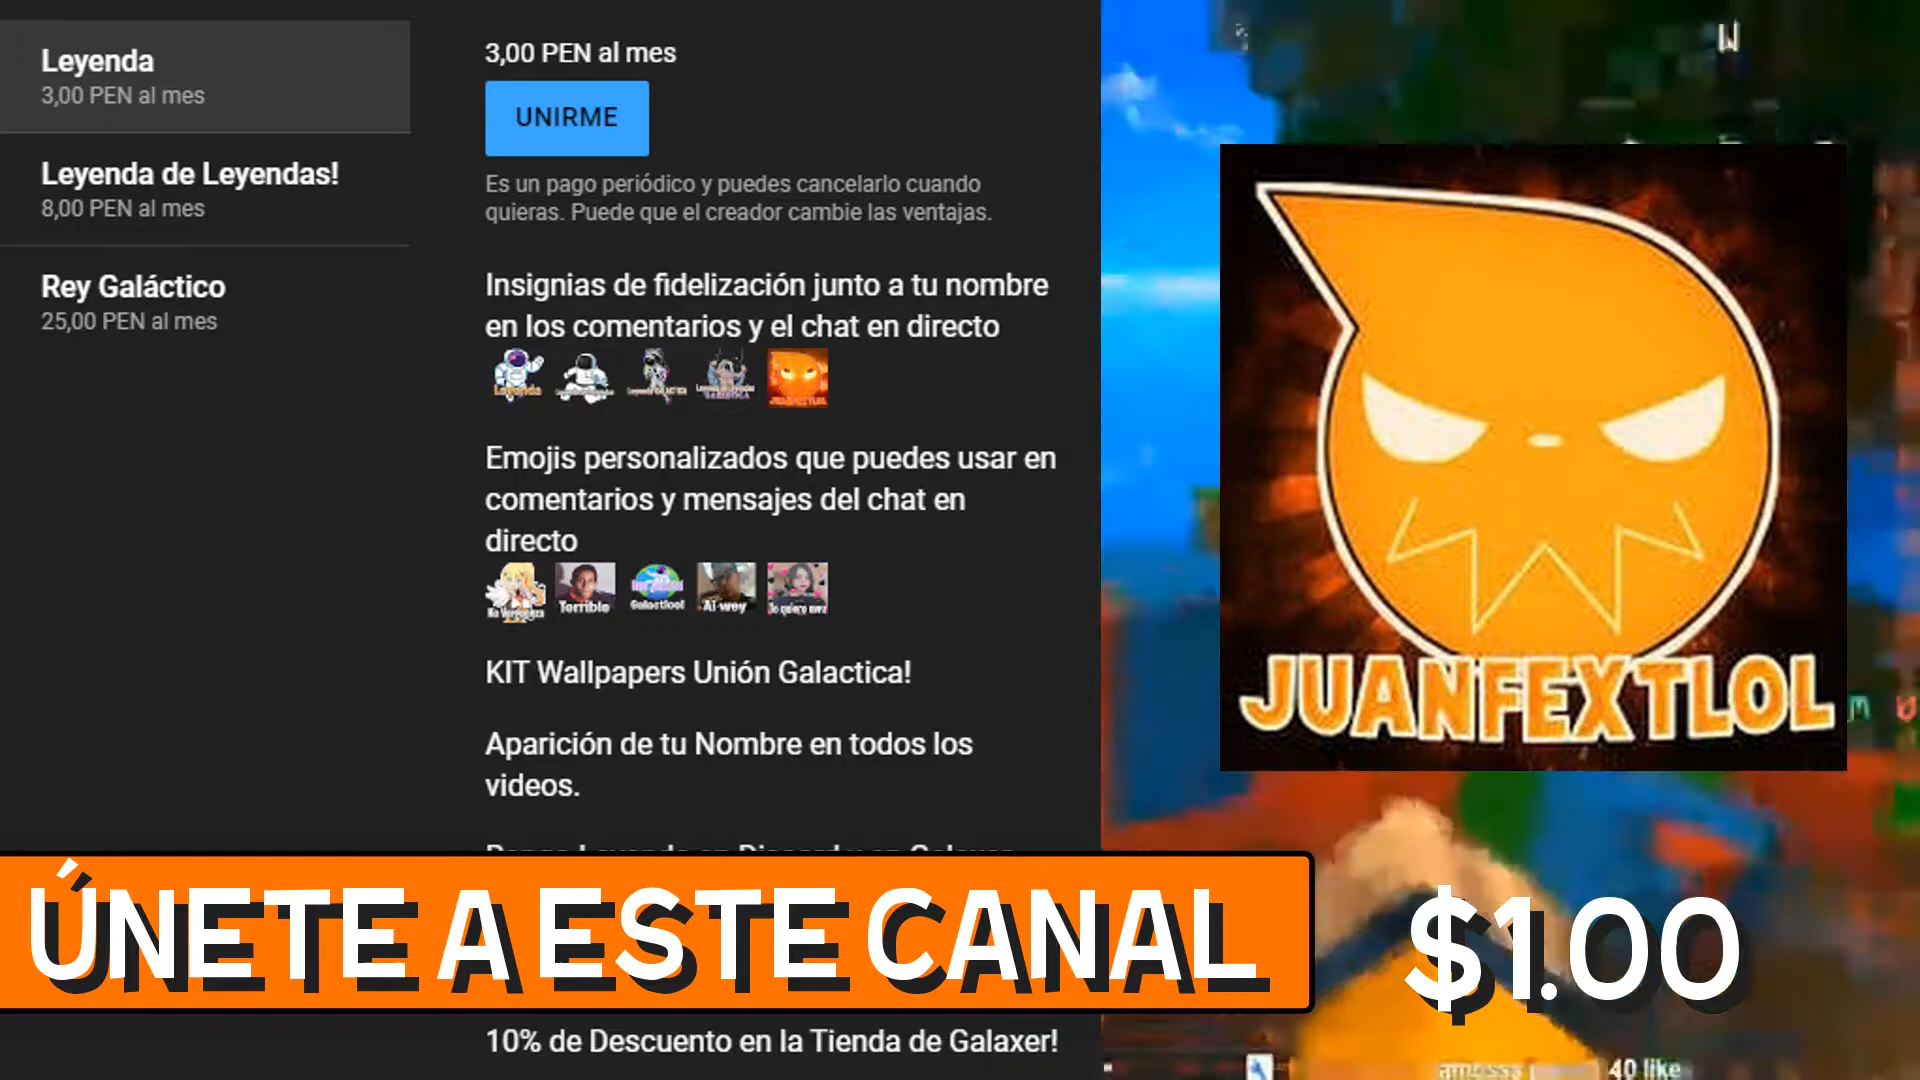 Leyenda
3,00 PEN al mes
Leyenda de Leyendas!
8,00 PEN al mes
Rey Galáctico
25,00 PEN al mes
3,00 PEN al mes
UNIRME
Es un pago periódico y puedes cancelarlo cuando
quieras. Puede que el creador cambie las ventajas.
Insignias de fidelización junto a tu nombre
en los comentarios y el chat en directo
Leyenda
JUANFEXTLOL
Emojis personalizados que puedes usar en
comentarios y mensajes del chat en
directo
Terrible
Galactico!
Al wey
KIT Wallpapers Unión Galactica!
Aparición de tu Nombre en todos los
videos.
ÚNETE A ESTE CANAL
10% de Descuento en la Tienda de Galaxer!
JUANFEXTLOL
$1.00
40 like